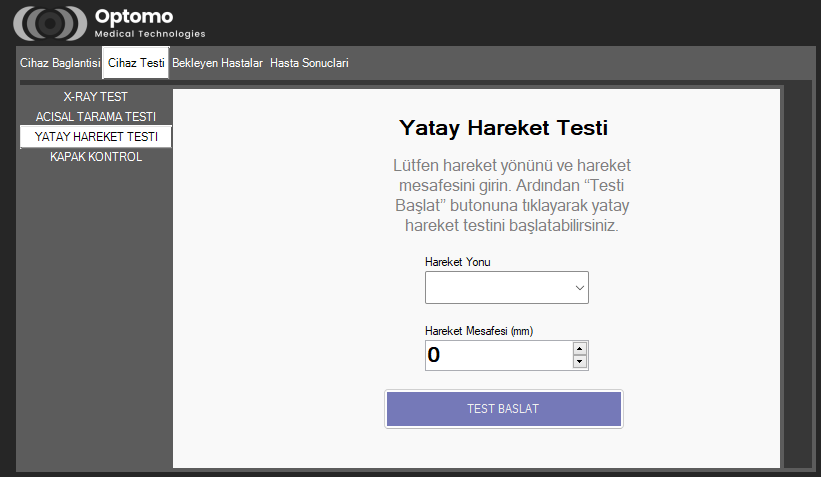 Optomo
Medical Technologies
Cihaz Baglantisi Cihaz Testi Bekleyen Hastalar Hasta Sonuclari
X-RAY TEST
ACISAL TARAMA TESTI
YATAY HAREKET TESTI
KAPAK KONTROL
Yatay Hareket Testi
Lütfen hareket yönünü ve hareket
mesafesini girin. Ardından “Testi
Başlat” butonuna tıklayarak yatay
hareket testini başlatabilirsiniz.
Hareket Yonu
Hareket Mesafesi (mm)
0
TEST BASLAT